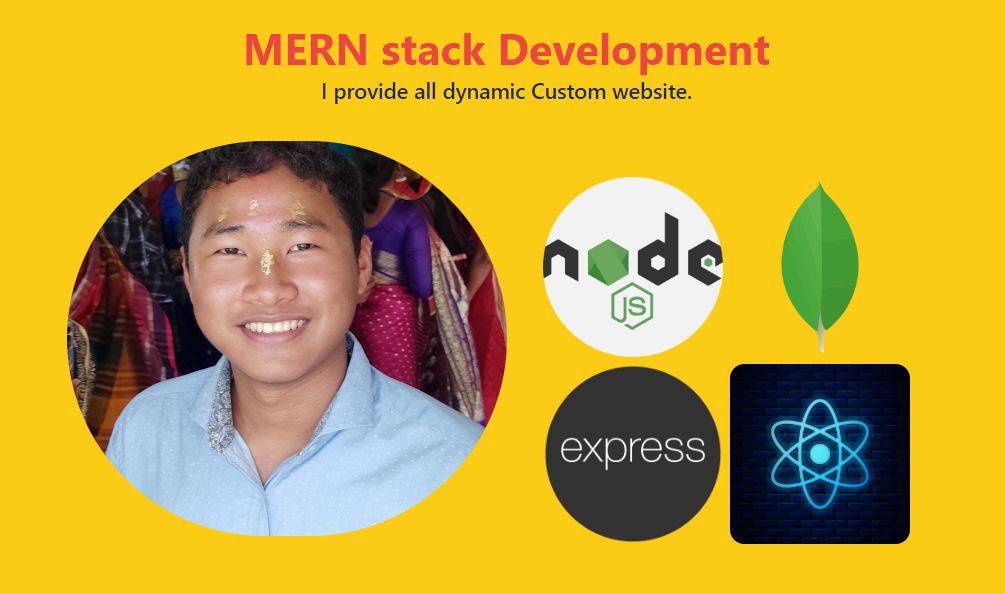 MERN stack Development
I provide all dynamic Custom website.
node
JS
express